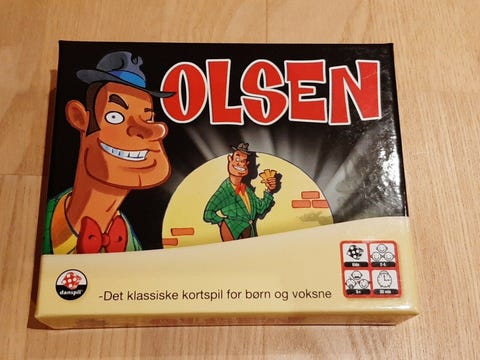 OLSEN
danspil
-Det klassiske kortspil for børn og voksne